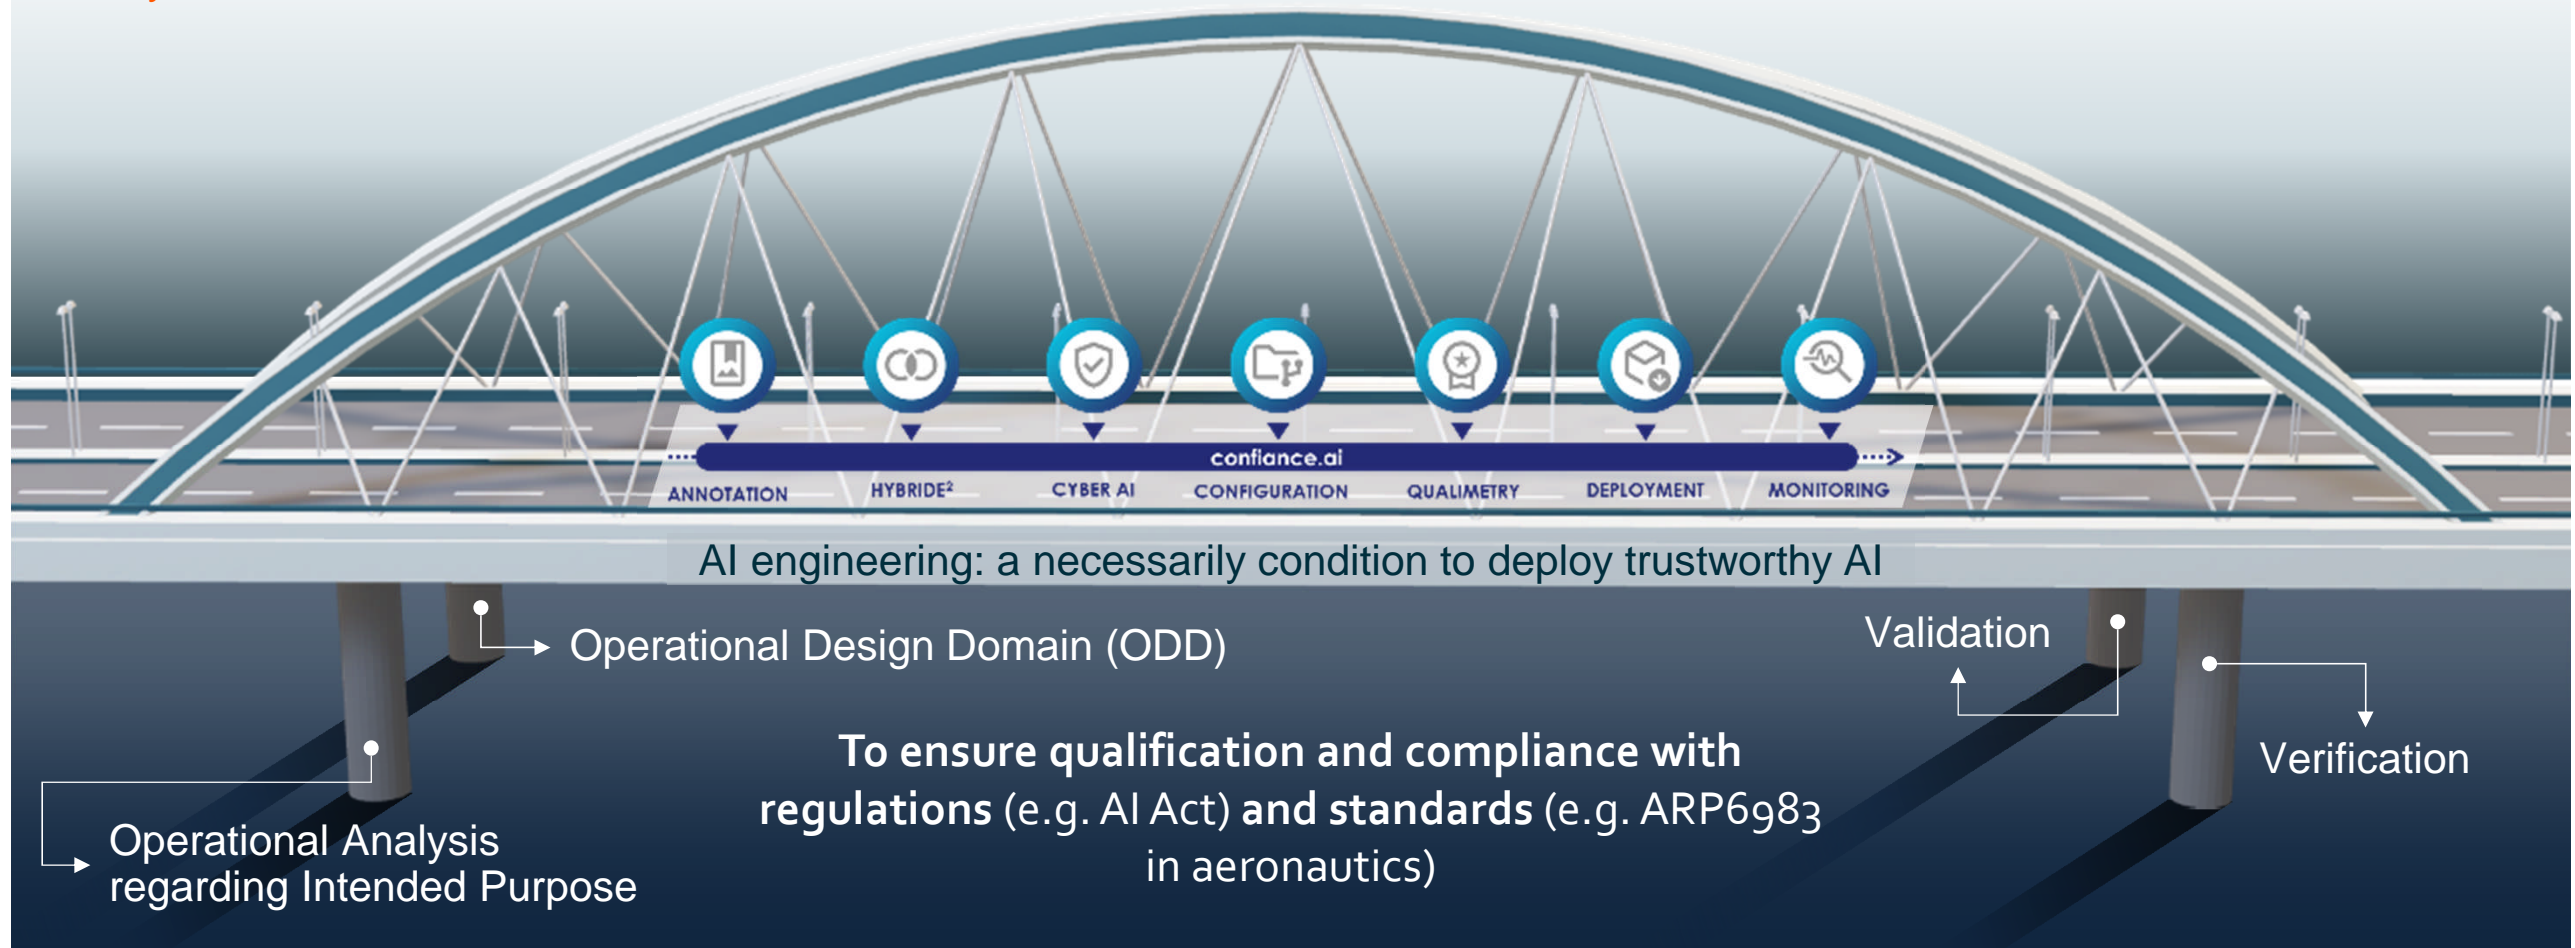 confiance.ai
ANNOTATION
HYBRIDE²
CYBER AI
CONFIGURATION
QUALIMETRY
DEPLOYMENT
MONITORING
AI engineering: a necessarily condition to deploy trustworthy AI
Operational Design Domain (ODD)
Validation
Verification
To ensure qualification and compliance with
regulations (e.g. AI Act) and standards (e.g. ARP6983
in aeronautics)
Operational Analysis
regarding Intended Purpose